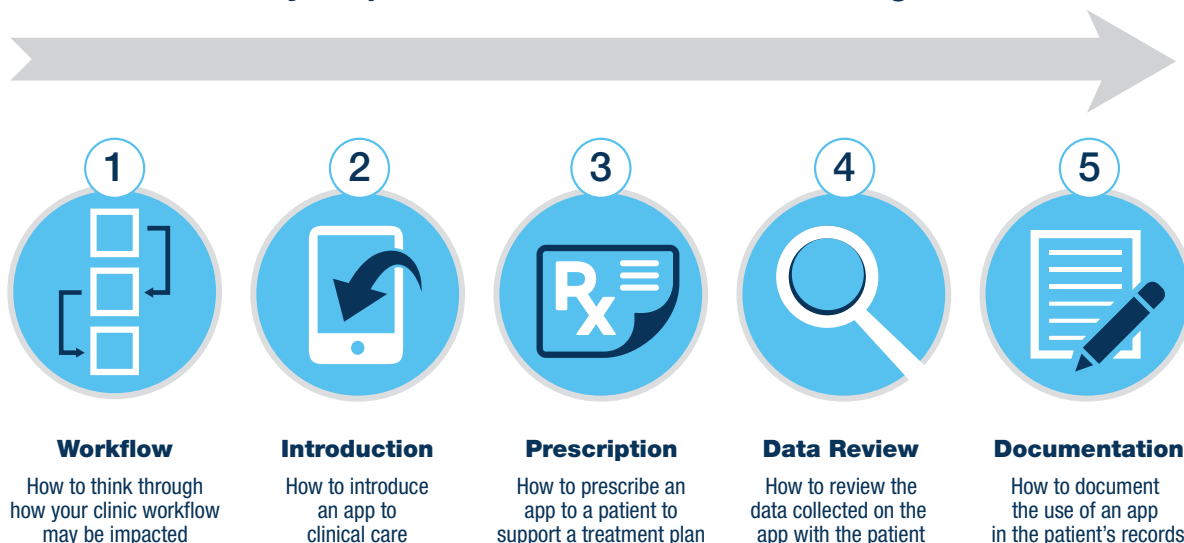 1
2
3
4
5
Rx
Workflow
How to think through
how your clinic workflow
may be impacted
Introduction
How to introduce
an app to
clinical care
Prescription
How to prescribe an
app to a patient to
support a treatment plan
Data Review
How to review the
data collected on the
app with the patient
Documentation
How to document
the use of an app
in the patient’s records